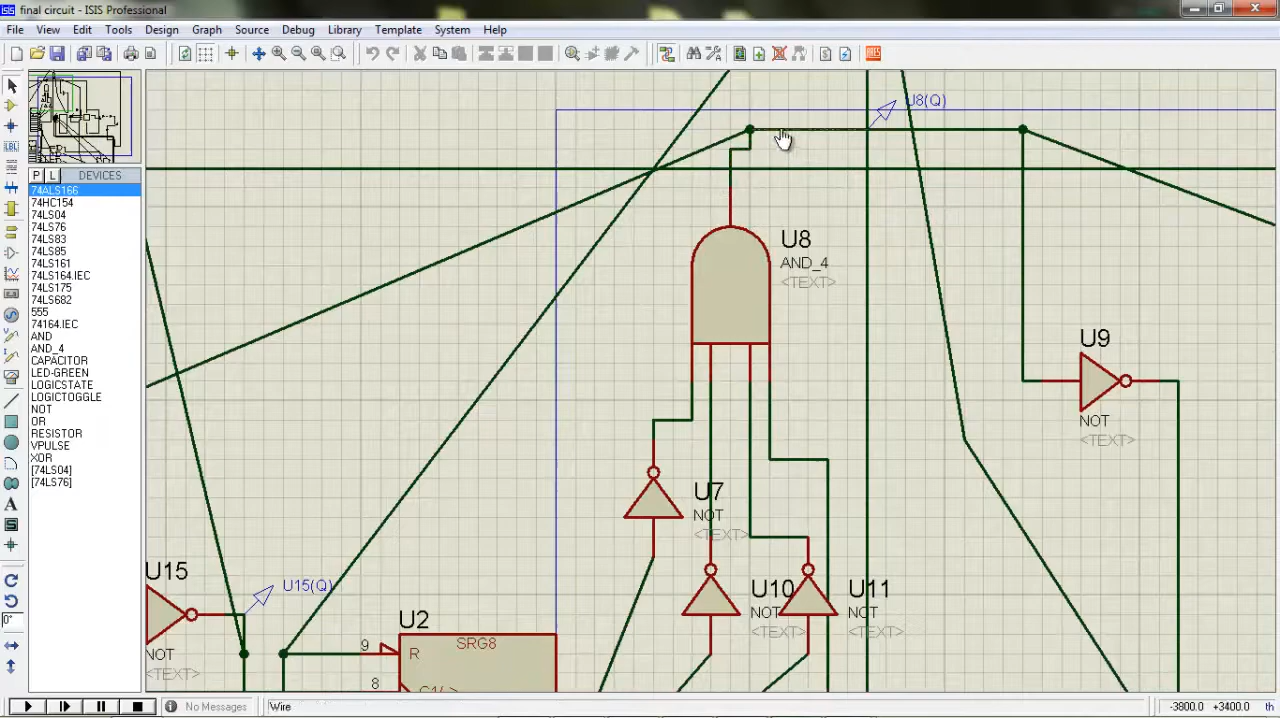 final circuit - ISIS Professional
File View Edit Tools Design Graph Source Debug Library Template System Help
P L DEVICES
74ALS166
74HC154
74LS04
74LS76
74LS83
74LS85
74LS161
74LS164.IEC
74LS175
74LS682
555
74164.IEC
AND
AND_4
CAPACITOR
LED-GREEN
LOGICSTATE
LOGICTOGGLE
NOT
OR
RESISTOR
VPULSE
XOR
[74LS04]
[74LS76]
0°
U8(Q)
U8
AND_4
<TEXT>
U9
NOT
<TEXT>
U7
NOT
<TEXT>
U15
U15(Q)
NOT
<TEXT>
U10
NOT
<TEXT>
U11
NOT
<TEXT>
U2
SRG8
9
R
8
No Messages
Wire
-3800.0 +3400.0 th